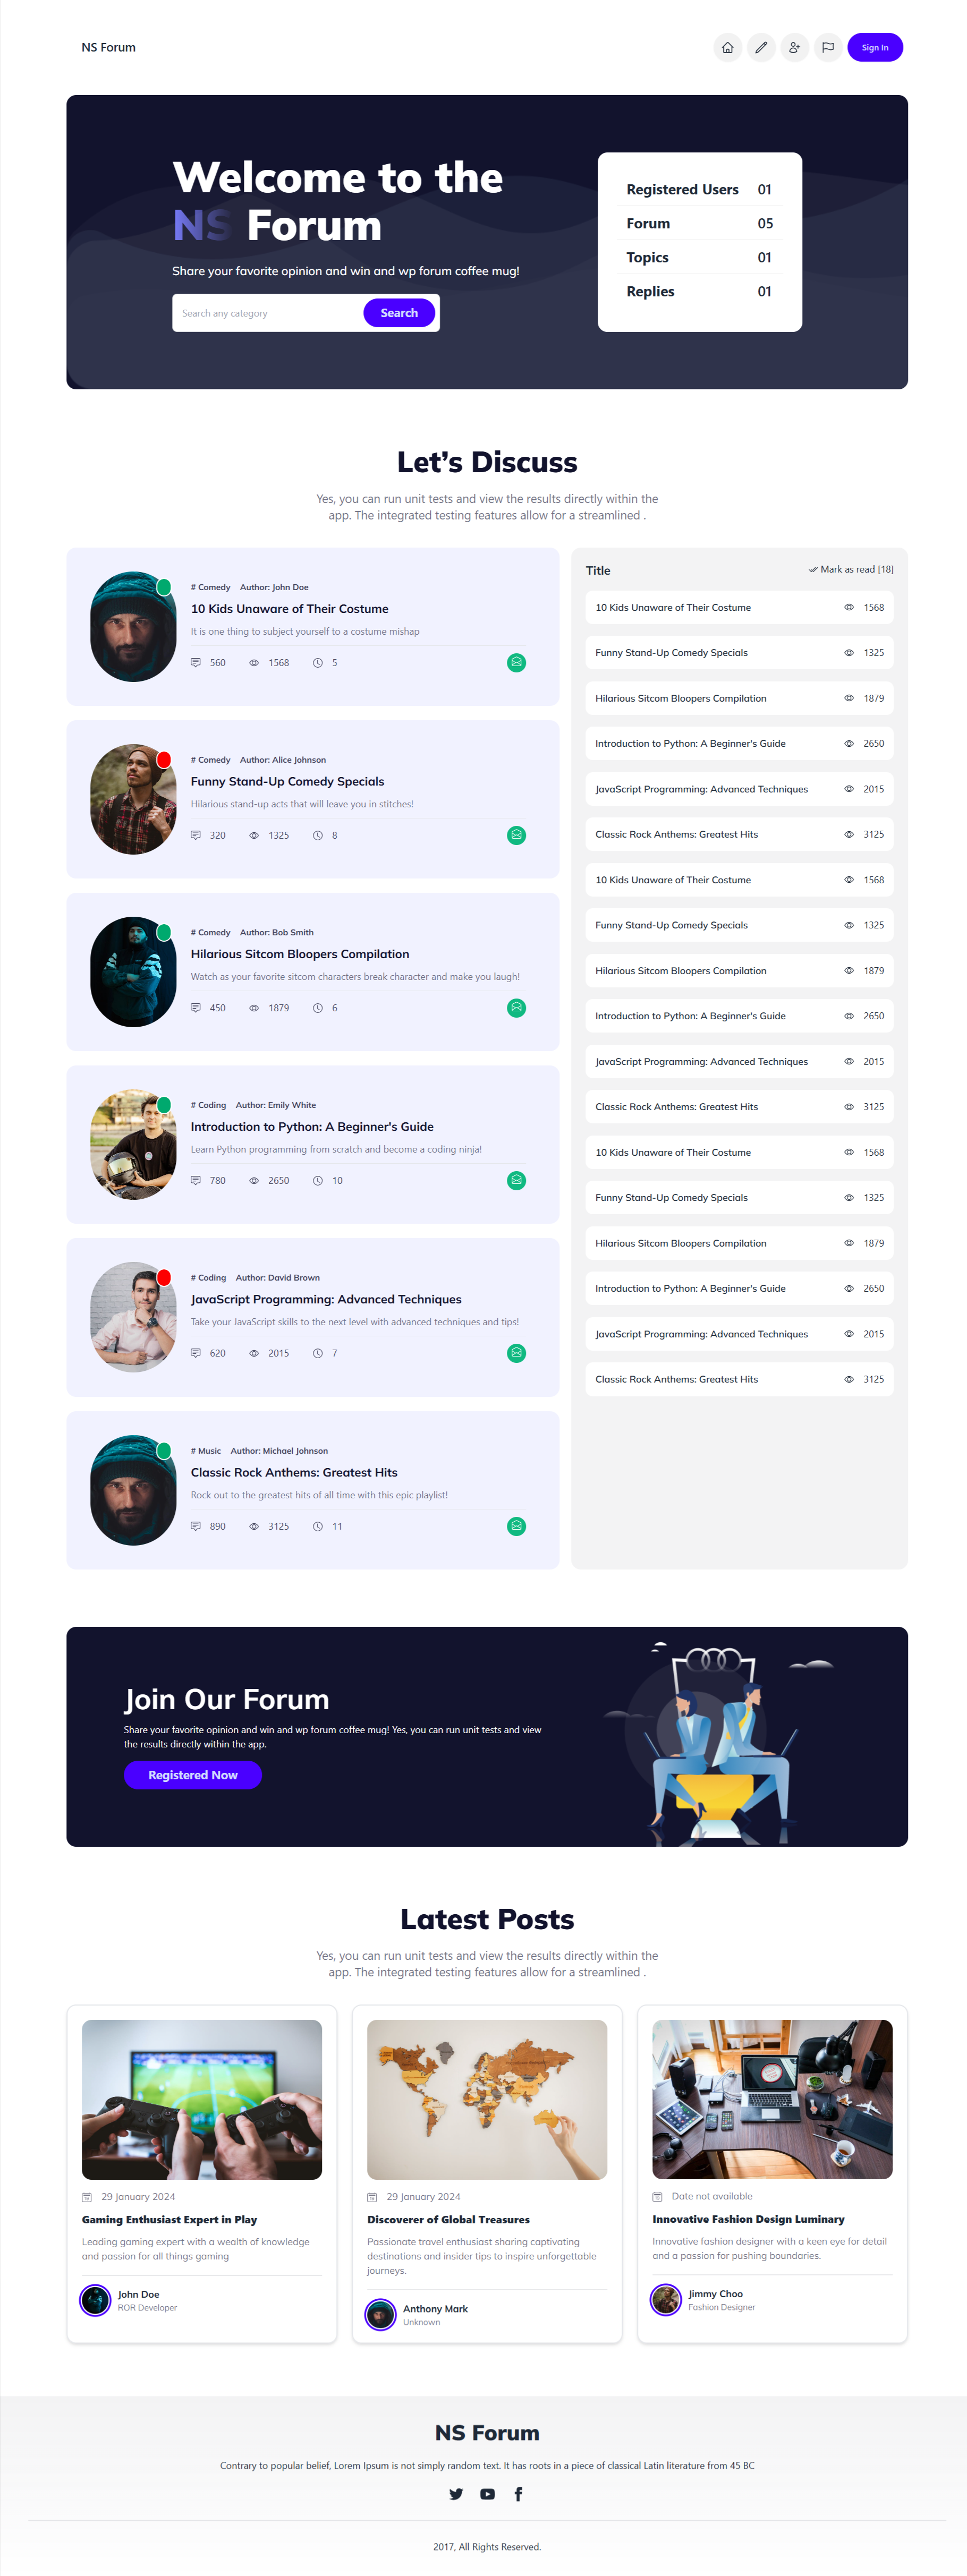 NS Forum
Sign In
Welcome to the
NS Forum
Share your favorite opinion and win and wp forum coffee mug!
Search any category
Search
Registered Users 01
Forum 05
Topics 01
Replies 01
Let's Discuss
Yes, you can run unit tests and view the results directly within the
app. The integrated testing features allow for a streamlined .
# Comedy Author: John Doe
10 Kids Unaware of Their Costume
It is one thing to subject yourself to a costume mishap
560 1568 5
# Comedy Author: Alice Johnson
Funny Stand-Up Comedy Specials
Hilarious stand-up acts that will leave you in stitches!
320 1325 8
# Comedy Author: Bob Smith
Hilarious Sitcom Bloopers Compilation
Watch as your favorite sitcom characters break character and make you laugh!
450 1879 6
# Coding Author: Emily White
Introduction to Python: A Beginner's Guide
Learn Python programming from scratch and become a coding ninja!
780 2650 10
# Coding Author: David Brown
JavaScript Programming: Advanced Techniques
Take your JavaScript skills to the next level with advanced techniques and tips!
620 2015 7
# Music Author: Michael Johnson
Classic Rock Anthems: Greatest Hits
Rock out to the greatest hits of all time with this epic playlist!
890 3125 11
Title Mark as read [18]
10 Kids Unaware of Their Costume 1568
Funny Stand-Up Comedy Specials 1325
Hilarious Sitcom Bloopers Compilation 1879
Introduction to Python: A Beginner's Guide 2650
JavaScript Programming: Advanced Techniques 2015
Classic Rock Anthems: Greatest Hits 3125
10 Kids Unaware of Their Costume 1568
Funny Stand-Up Comedy Specials 1325
Hilarious Sitcom Bloopers Compilation 1879
Introduction to Python: A Beginner's Guide 2650
JavaScript Programming: Advanced Techniques 2015
Classic Rock Anthems: Greatest Hits 3125
10 Kids Unaware of Their Costume 1568
Funny Stand-Up Comedy Specials 1325
Hilarious Sitcom Bloopers Compilation 1879
Introduction to Python: A Beginner's Guide 2650
JavaScript Programming: Advanced Techniques 2015
Classic Rock Anthems: Greatest Hits 3125
Join Our Forum
Share your favorite opinion and win and wp forum coffee mug! Yes, you can run unit tests and view
the results directly within the app.
Registered Now
Latest Posts
Yes, you can run unit tests and view the results directly within the
app. The integrated testing features allow for a streamlined .
29 January 2024
Gaming Enthusiast Expert in Play
Leading gaming expert with a wealth of knowledge
and passion for all things gaming
John Doe
ROR Developer
29 January 2024
Discoverer of Global Treasures
Passionate travel enthusiast sharing captivating
destinations and insider tips to inspire unforgettable
journeys.
Anthony Mark
Unknown
Date not available
Innovative Fashion Design Luminary
Innovative fashion designer with a keen eye for detail
and a passion for pushing boundaries.
Jimmy Choo
Fashion Designer
NS Forum
Contrary to popular belief, Lorem Ipsum is not simply random text. It has roots in a piece of classical Latin literature from 45 BC
2017, All Rights Reserved.